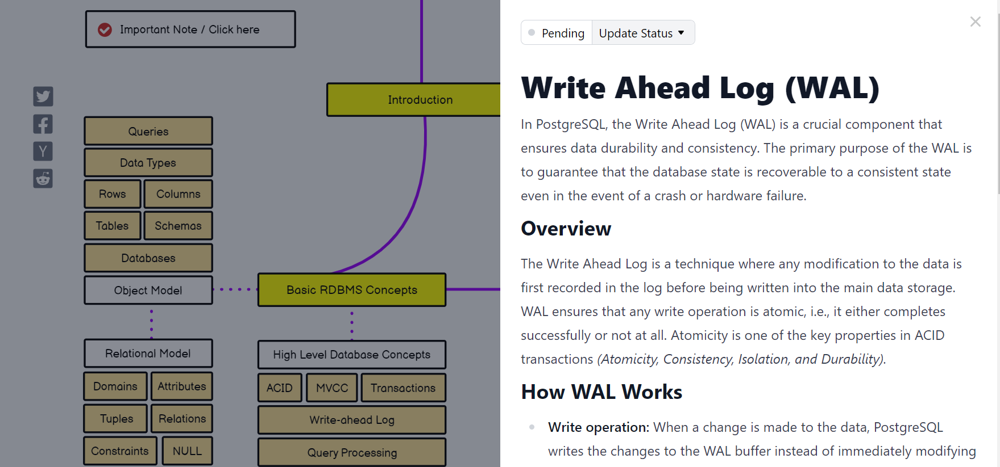 Important Note / Click here
Introduction
Queries
Data Types
Rows
Columns
Tables
Schemas
Databases
Object Model
Basic RDBMS Concepts
Relational Model
High Level Database Concepts
Domains
Attributes
ACID
MVCC
Transactions
Tuples
Relations
Write-ahead Log
Constraints
NULL
Query Processing
Pending
Update Status
Write Ahead Log (WAL)
In PostgreSQL, the Write Ahead Log (WAL) is a crucial component that
ensures data durability and consistency. The primary purpose of the WAL is
to guarantee that the database state is recoverable to a consistent state
even in the event of a crash or hardware failure.
Overview
The Write Ahead Log is a technique where any modification to the data is
first recorded in the log before being written into the main data storage.
WAL ensures that any write operation is atomic, i.e., it either completes
successfully or not at all. Atomicity is one of the key properties in ACID
transactions (Atomicity, Consistency, Isolation, and Durability).
How WAL Works
Write operation: When a change is made to the data, PostgreSQL
writes the changes to the WAL buffer instead of immediately modifying